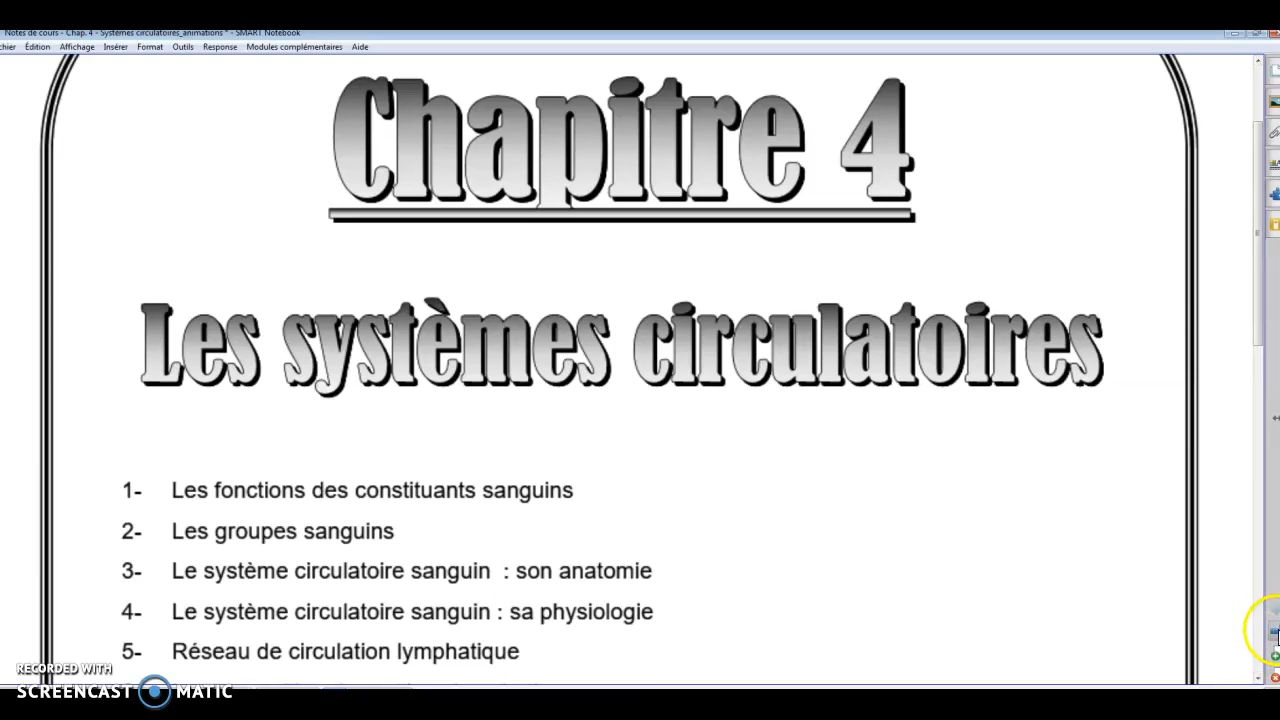 Notes de cours - Chap. 4 - Systèmes circulatoires_animations * - SMART Notebook
chier Édition Affichage Insérer Format Outils Réponse Modules complémentaires Aide
Chapitre 4
Les systèmes circulatoires
1- Les fonctions des constituants sanguins
2- Les groupes sanguins
3- Le système circulatoire sanguin : son anatomie
4- Le système circulatoire sanguin : sa physiologie
5- Réseau de circulation lymphatique
RECORDED WITH
SCREENCAST MATIC